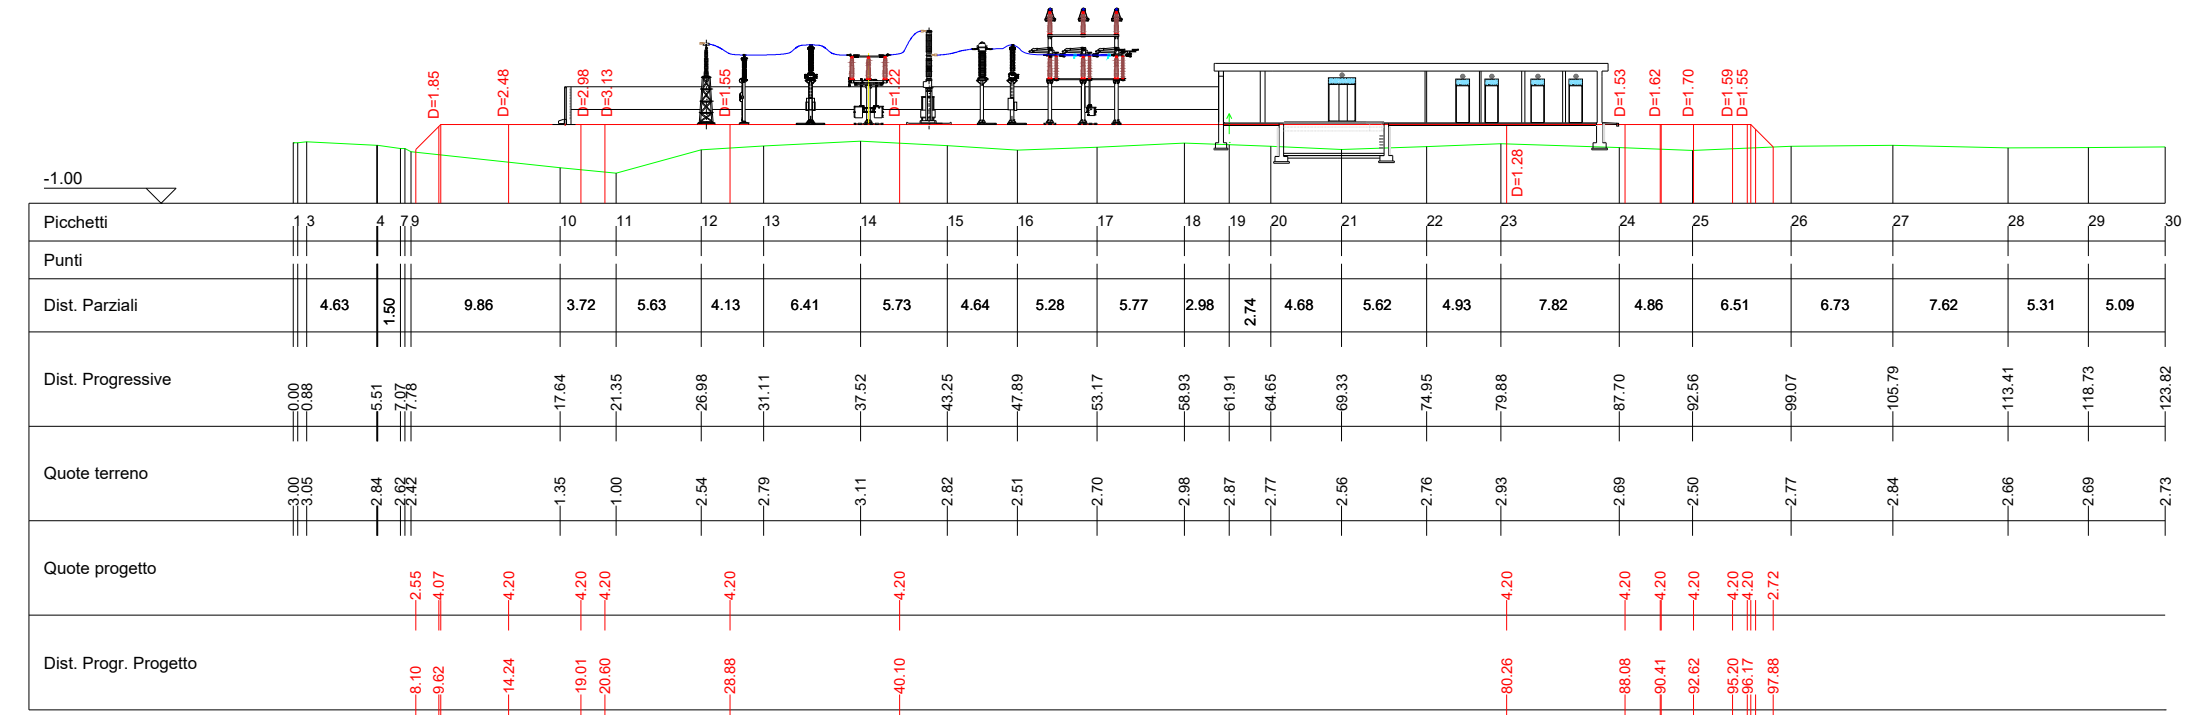 D=1.85
D=2.48
D=2.98
D=3.13
D=1.55
D=1.22
D=1.53
D=1.62
D=1.70
D=1.59
D=1.55
D=1.28
-1.00
Picchetti 1 3 4 7 9 10 11 12 13 14 15 16 17 18 19 20 21 22 23 24 25 26 27 28 29 30
Punti
Dist. Parziali 4.63 1.50 9.86 3.72 5.63 4.13 6.41 5.73 4.64 5.28 5.77 2.98 2.74 4.68 5.62 4.93 7.82 4.86 6.51 6.73 7.62 5.31 5.09
Dist. Progressive 0.00 0.88 5.51 7.07 7.78 17.64 21.35 26.98 31.11 37.52 43.25 47.89 53.17 58.93 61.91 64.65 69.33 74.95 79.88 87.70 92.56 99.07 105.79 113.41 118.73 123.82
Quote terreno 3.00 3.05 2.84 2.62 2.42 1.35 1.00 2.54 2.79 3.11 2.82 2.51 2.70 2.98 2.87 2.77 2.56 2.76 2.93 2.69 2.50 2.77 2.84 2.66 2.69 2.73
Quote progetto 2.55 4.07 4.20 4.20 4.20 4.20 4.20 4.20 4.20 4.20 4.20 4.20 4.20 2.72
Dist. Progr. Progetto 8.10 9.62 14.24 19.01 20.60 28.88 40.10 80.26 88.08 90.41 92.62 95.20 96.17 97.88